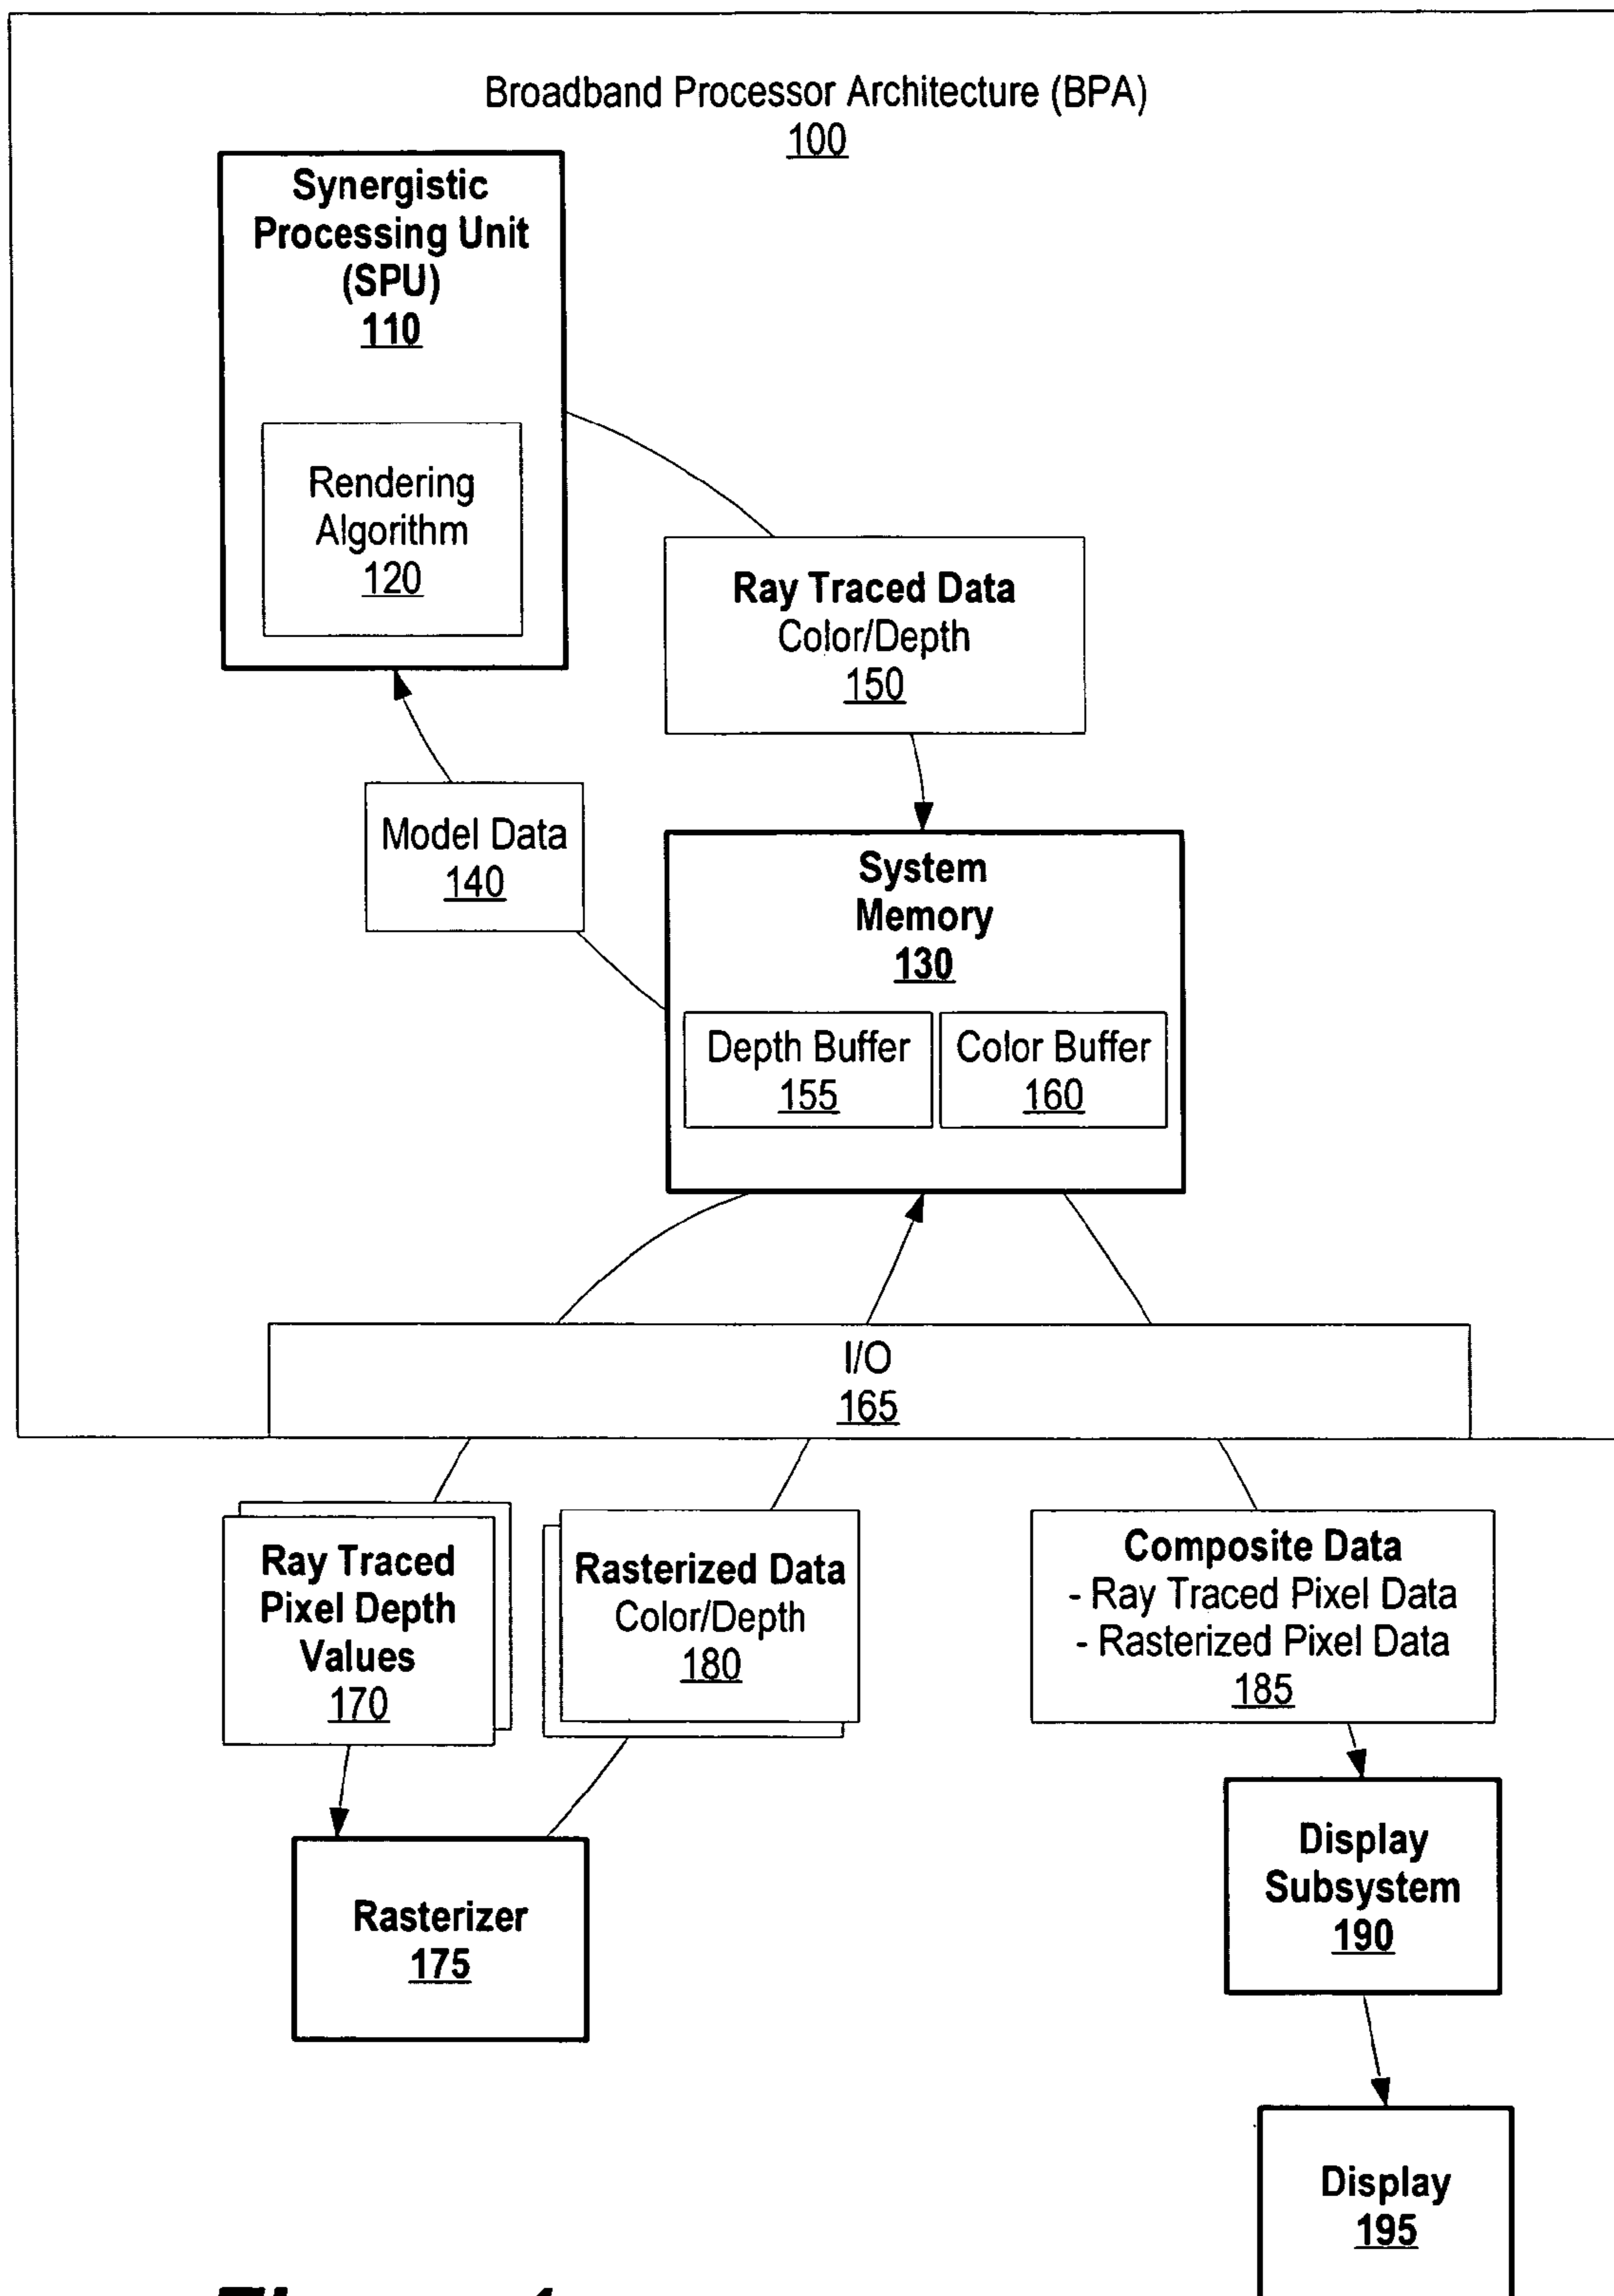 Broadband Processor Architecture (BPA)
100
Synergistic
Processing Unit
(SPU)
110
Rendering
Algorithm
120
Ray Traced Data
Color/Depth
150
Model Data
140
System
Memory
130
Depth Buffer
155
Color Buffer
160
I/O
165
Ray Traced
Pixel Depth
Values
170
Rasterized Data
Color/Depth
180
Composite Data
- Ray Traced Pixel Data
- Rasterized Pixel Data
185
Rasterizer
175
Display
Subsystem
190
Display
195